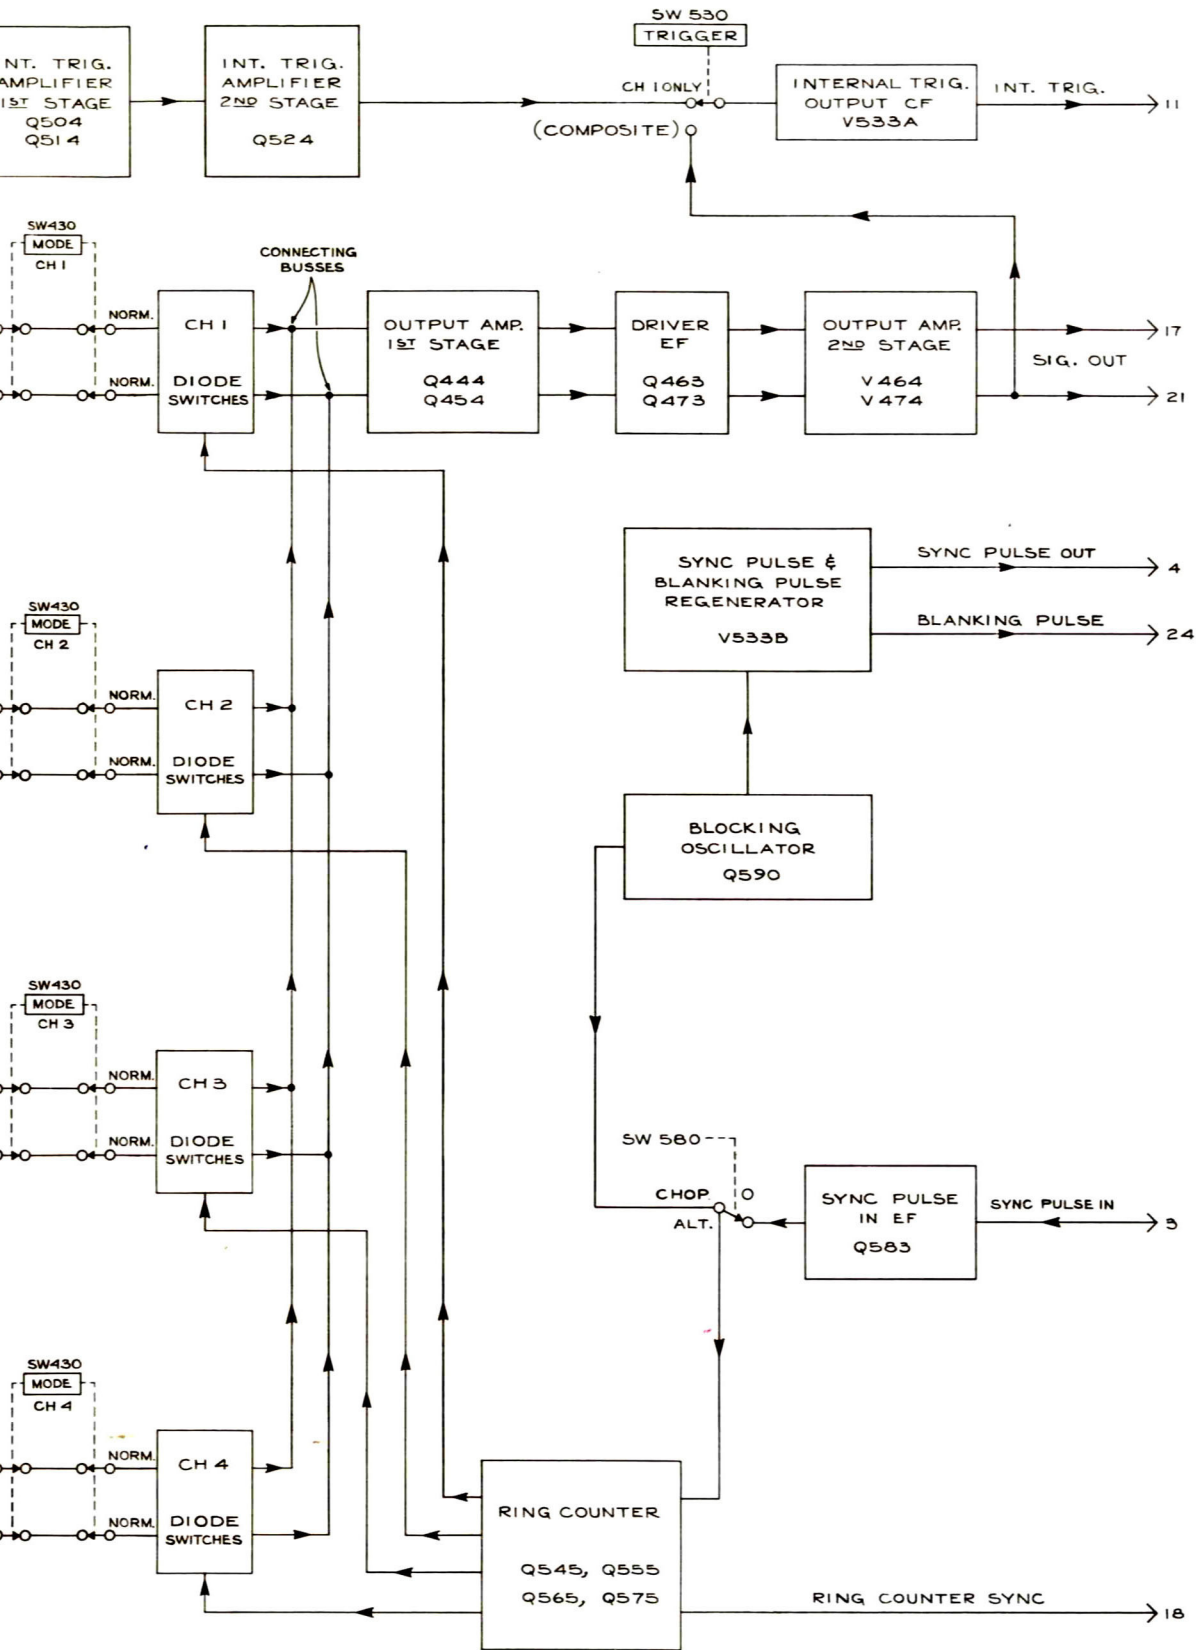 SW 530
TRIGGER
NT. TRIG.
AMPLIFIER
1ST STAGE
Q504
Q514
INT. TRIG.
AMPLIFIER
2ND STAGE
Q524
CH 1 ONLY
(COMPOSITE)
INTERNAL TRIG.
OUTPUT CF
V533A
INT. TRIG.
11
SW430
MODE
CH 1
NORM.
NORM.
CH 1
DIODE
SWITCHES
CONNECTING
BUSSES
OUTPUT AMP.
1ST STAGE
Q444
Q454
DRIVER
EF
Q463
Q473
OUTPUT AMP.
2ND STAGE
V464
V474
17
SIG. OUT
21
SYNC PULSE &
BLANKING PULSE
REGENERATOR
V533B
SYNC PULSE OUT
4
BLANKING PULSE
24
SW430
MODE
CH 2
NORM.
NORM.
CH 2
DIODE
SWITCHES
BLOCKING
OSCILLATOR
Q590
SW430
MODE
CH 3
NORM.
NORM.
CH 3
DIODE
SWITCHES
SW 580
CHOP.
ALT.
SYNC PULSE
IN EF
Q583
SYNC PULSE IN
3
SW430
MODE
CH 4
NORM.
NORM.
CH 4
DIODE
SWITCHES
RING COUNTER
Q545, Q555
Q565, Q575
RING COUNTER SYNC
18